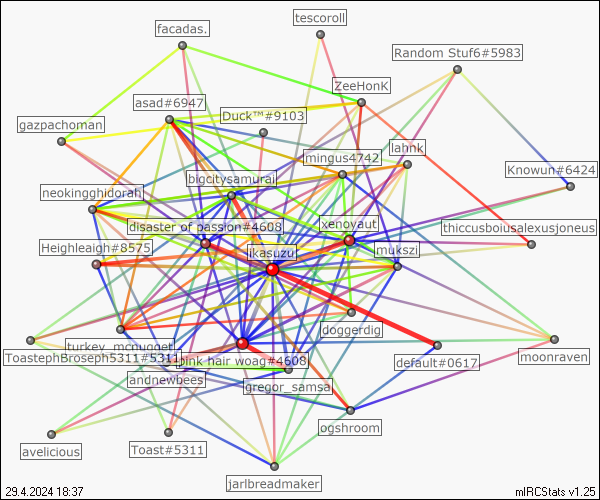 tescoroll
facadas.
Random Stuf6#5983
ZeeHonK
asad#6947
Duck™#9103
gazpachoman
lahnk
mingus4742
Knowun#6424
bigcitysamurai
neokingghidorah
disaster of passion#4608
xenoyaut
thiccusboiusalexusjoneus
Heighleaigh#8575
ikasuzu
mukszi
doggerdig
turkey_mcnugget
ToastephBroseph5311#5311
pink hair woag#4608
default#0617
moonraven
andnewbees
gregor_samsa
ogshroom
avelicious
Toast#5311
jarlbreadmaker
29.4.2024 18:37
mIRCStats v1.25